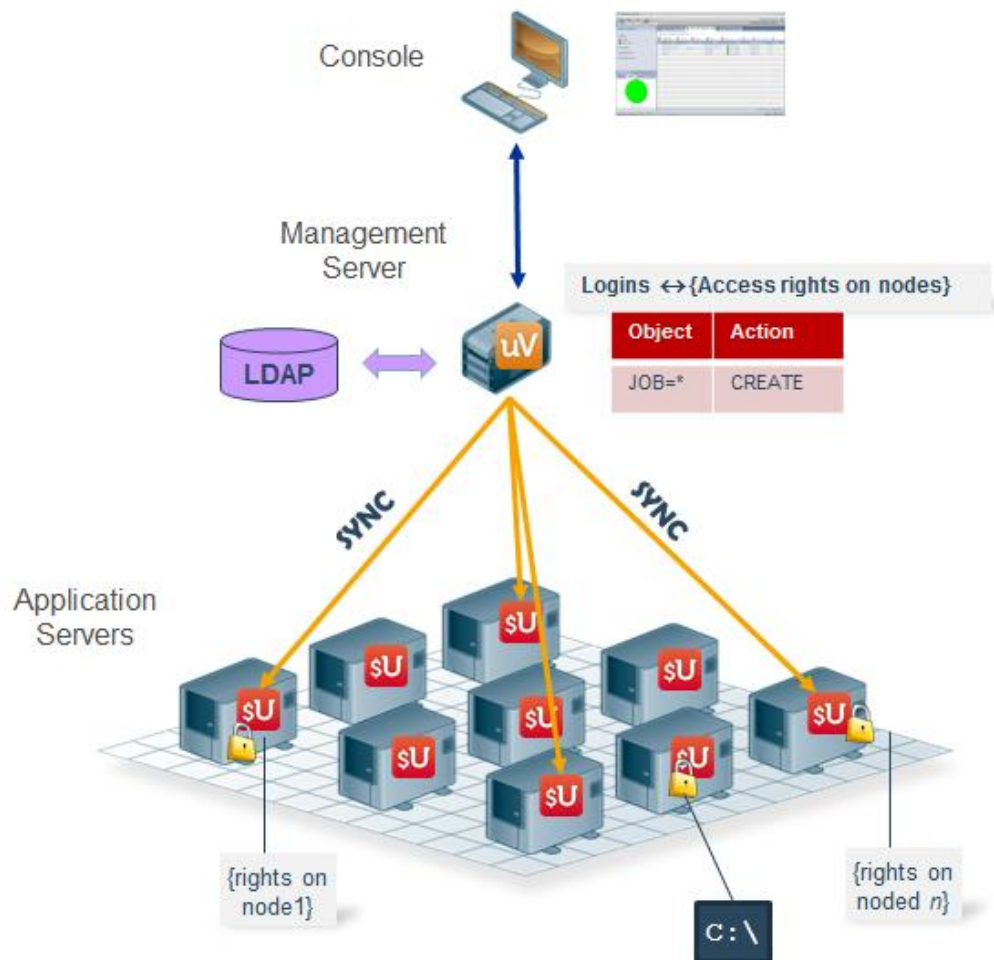 Console
Management
Server
Logins ↔{Access rights on nodes}
Object Action
JOB=* CREATE
uV
LDAP
SYNC
SYNC
Application
Servers
$U
$U
$U
$U
$U
$U
$U
$U
$U
{rights on
node1}
{rights on
noded n}
C:\